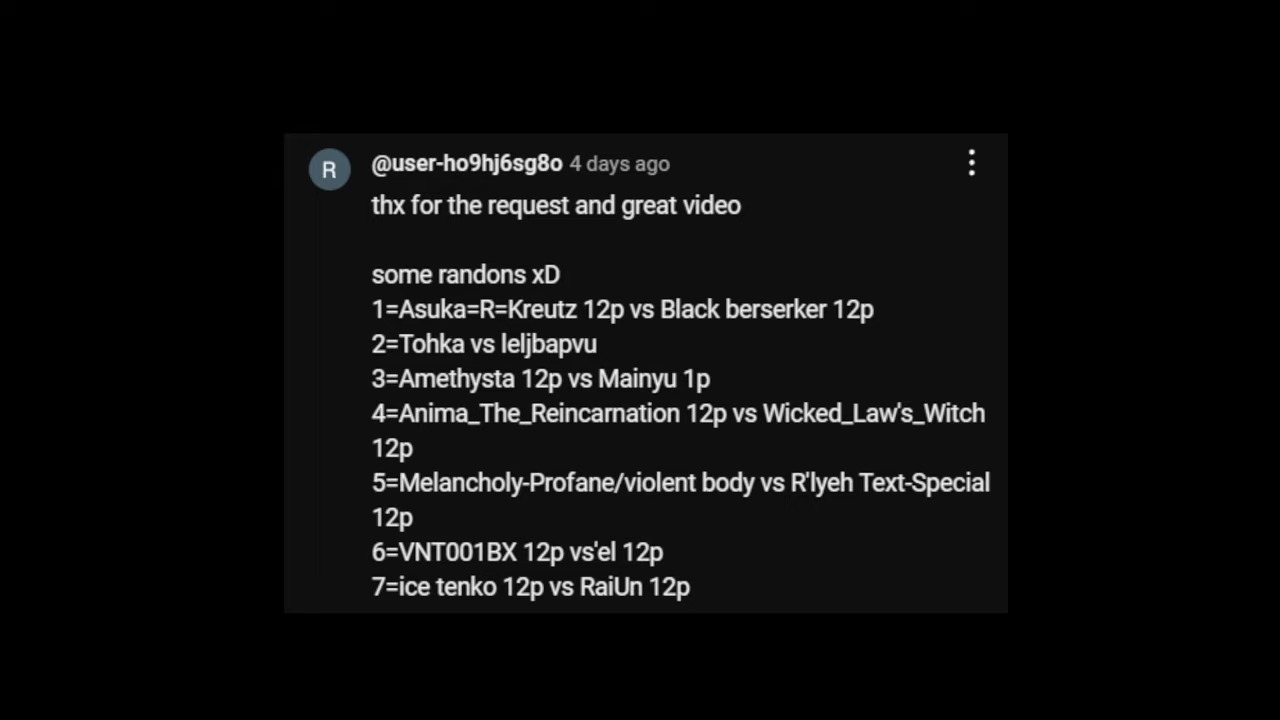 R
@user-ho9hj6sg8o 4 days ago
thx for the request and great video
some randons xD
1=Asuka=R=Kreutz 12p vs Black berserker 12p
2=Tohka vs leljbapvu
3=Amethysta 12p vs Mainyu 1p
4=Anima_The_Reincarnation 12p vs Wicked_Law's_Witch
12p
5=Melancholy-Profane/violent body vs R'lyeh Text-Special
12p
6=VNT001BX 12p vs'el 12p
7=ice tenko 12p vs RaiUn 12p